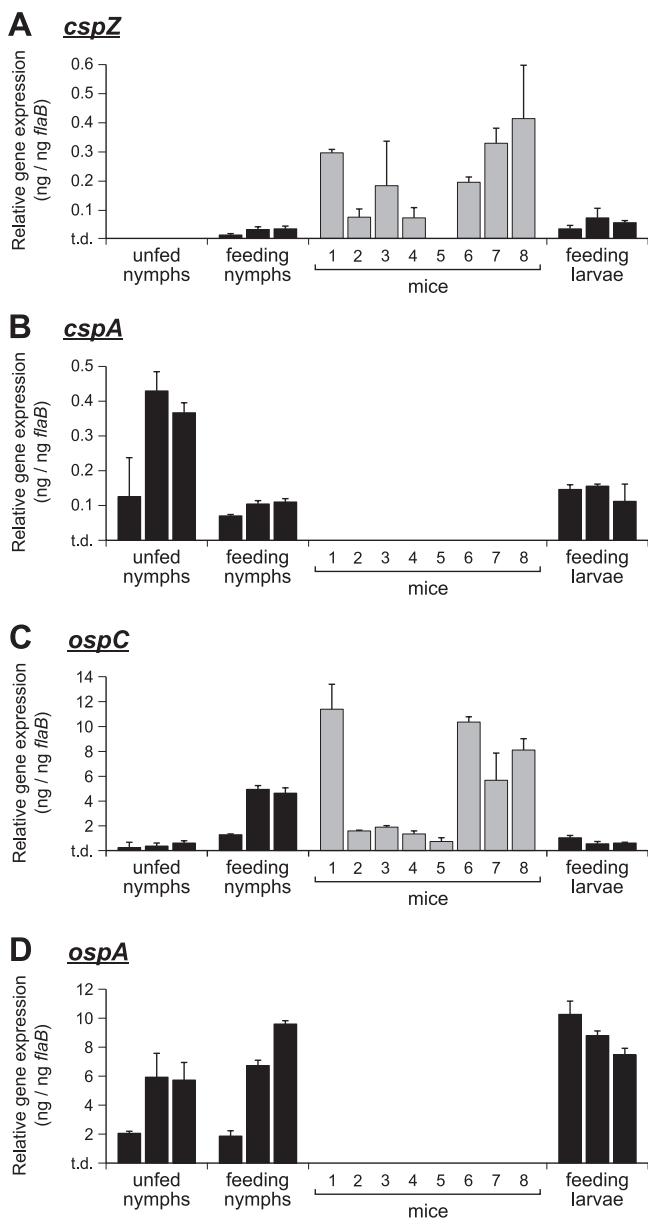 A cspZ
Relative gene expression
(ng / ng flaB)
0.6
0.5
0.4
0.3
0.2
0.1
t.d.
unfed
nymphs
feeding
nymphs
1 2 3 4 5 6 7 8
mice
feeding
larvae
B cspA
Relative gene expression
(ng / ng flaB)
0.5
0.4
0.3
0.2
0.1
t.d.
unfed
nymphs
feeding
nymphs
1 2 3 4 5 6 7 8
mice
feeding
larvae
C ospC
Relative gene expression
(ng / ng flaB)
14
12
10
8
6
4
2
t.d.
unfed
nymphs
feeding
nymphs
1 2 3 4 5 6 7 8
mice
feeding
larvae
D ospA
Relative gene expression
(ng / ng flaB)
12
10
8
6
4
2
t.d.
unfed
nymphs
feeding
nymphs
1 2 3 4 5 6 7 8
mice
feeding
larvae